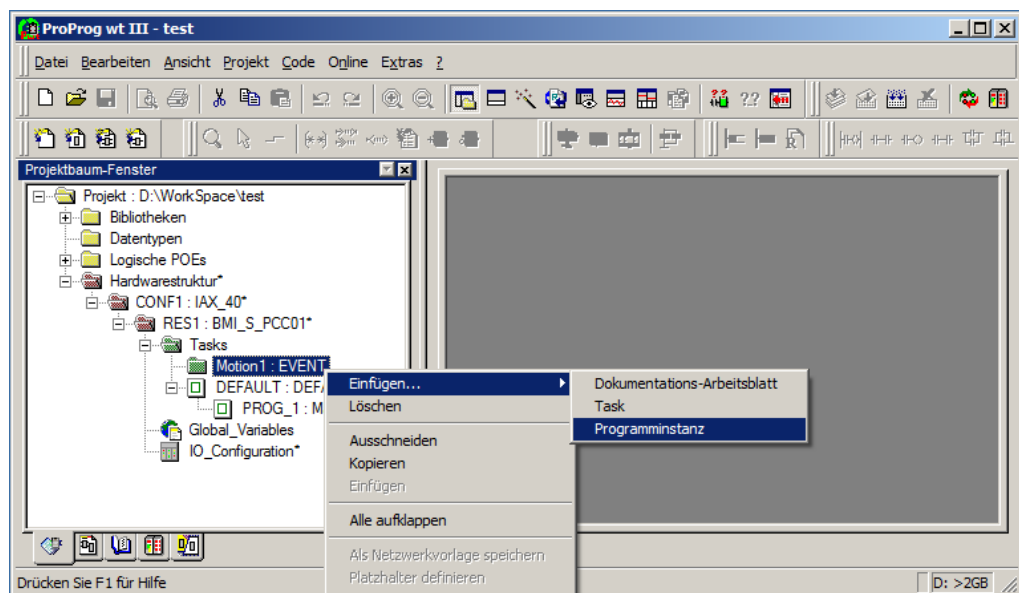 ProProg wt III - test
Datei Bearbeiten Ansicht Projekt Code Online Extras ?
Projektbaum-Fenster
Projekt : D:\WorkSpace\test
Bibliotheken
Datentypen
Logische POEs
Hardwarestruktur*
CONF1 : IAX_40*
RES1 : BMI_S_PCC01*
Tasks
Motion1 : EVENT
DEFAULT : DEF
PROG_1 : M
Global_Variables
IO_Configuration*
Einfügen...
Löschen
Ausschneiden
Kopieren
Einfügen
Alle aufklappen
Als Netzwerkvorlage speichern
Platzhalter definieren
Dokumentations-Arbeitsblatt
Task
Programminstanz
Drücken Sie F1 für Hilfe
D: >2GB